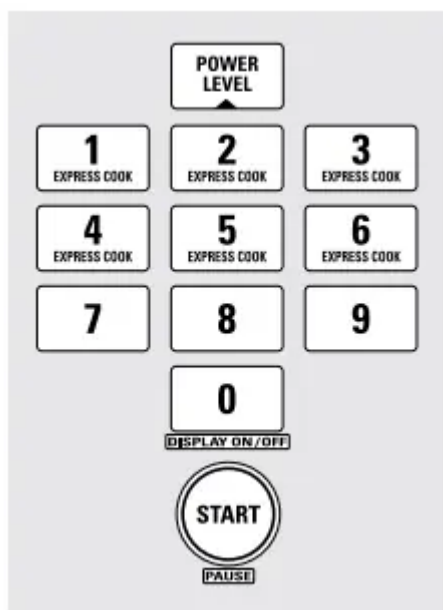 POWER
LEVEL
1 2 3
EXPRESS COOK EXPRESS COOK EXPRESS COOK
4 5 6
EXPRESS COOK EXPRESS COOK EXPRESS COOK
7 8 9
0
DISPLAY ON/OFF
START
PAUSE